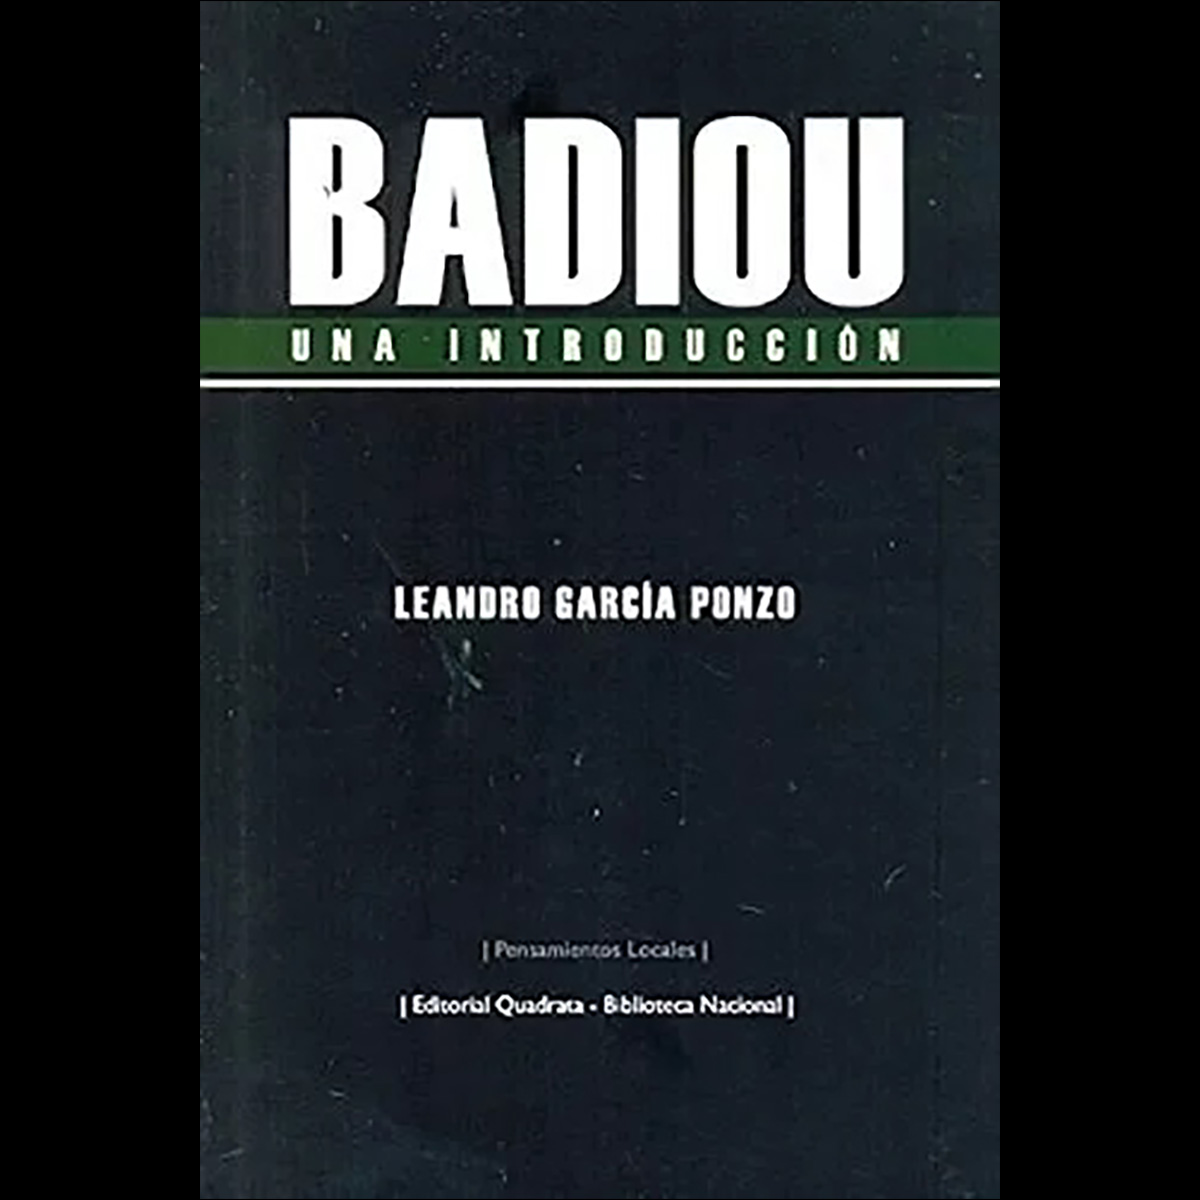 BADIOU
UNA INTRODUCCIÓN
LEANDRO GARCÍA PONZO
| Pensamientos Locales |
| Editorial Quadrata - Biblioteca Nacional |